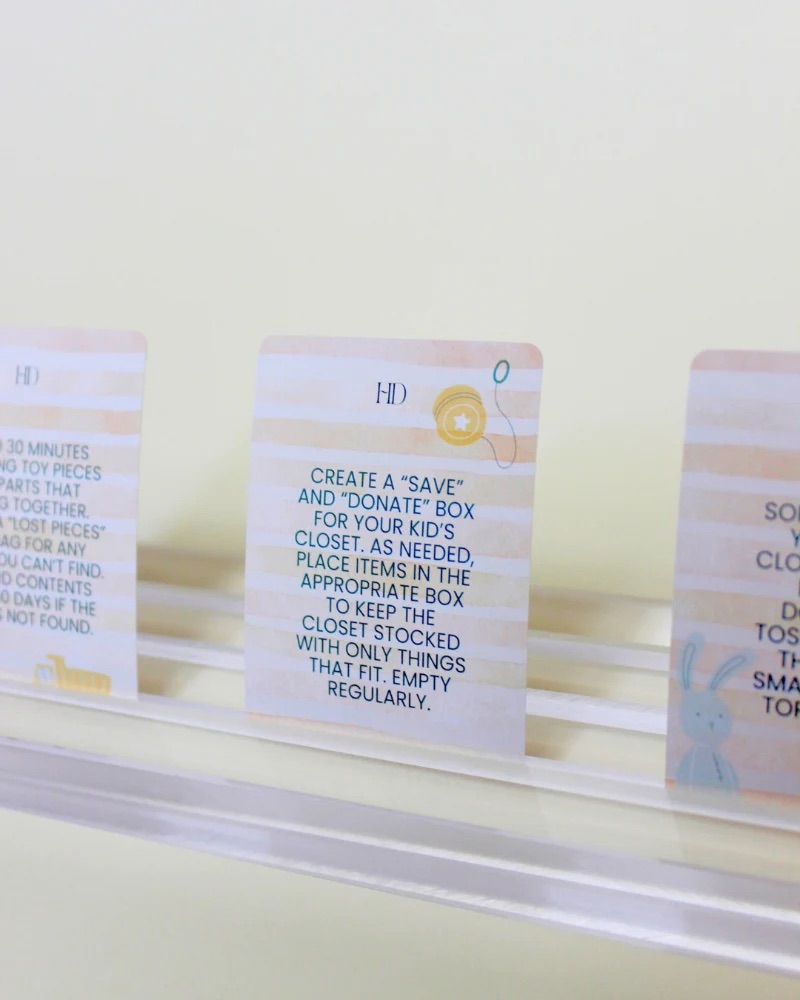 HD
30 MINUTES
TOY PIECES
PARTS THAT
TOGETHER.
"LOST PIECES"
FOR ANY
YOU CAN'T FIND.
CONTENTS
DAYS IF THE
NOT FOUND.
HD
CREATE A “SAVE”
AND “DONATE” BOX
FOR YOUR KID’S
CLOSET. AS NEEDED,
PLACE ITEMS IN THE
APPROPRIATE BOX
TO KEEP THE
CLOSET STOCKED
WITH ONLY THINGS
THAT FIT. EMPTY
REGULARLY.